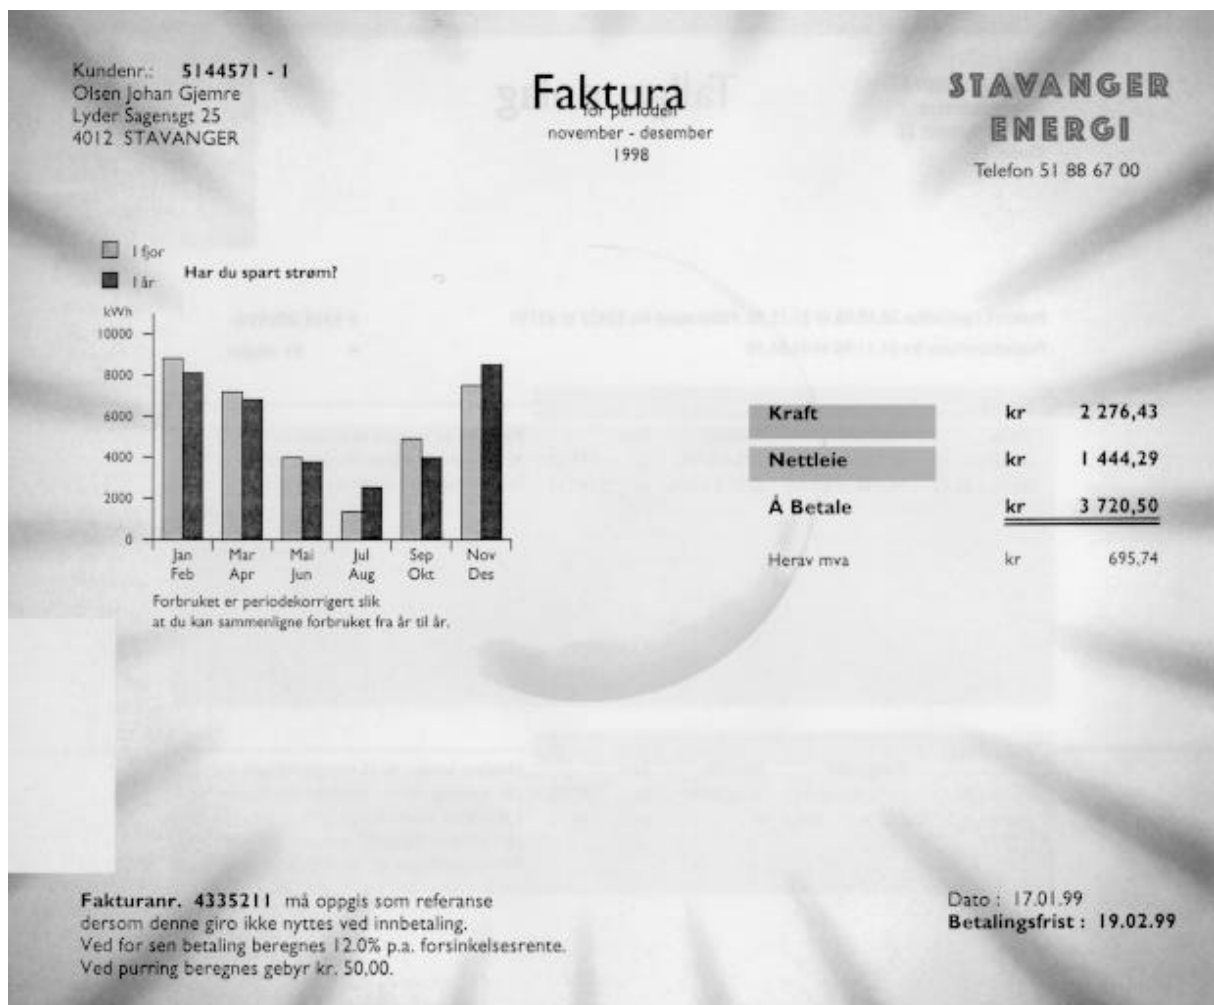 Kundenr.: 5144571 - 1
Olsen Johan Gjemre
Lyder Sagensgt 25
4012 STAVANGER
Faktura
for perioden
november - desember
1998
STAVANGER
ENERGI
Telefon 51 88 67 00
I fjor
I år
Har du spart strøm?
kWh
10000
8000
6000
4000
2000
0
Jan Mar Mai Jul Sep Nov
Feb Apr Jun Aug Okt Des
Forbruket er periodekorrigert slik
at du kan sammenligne forbruket fra år til år.
Kraft kr 2 276,43
Nettleie kr 1 444,29
Å Betale kr 3 720,50
Herav mva kr 695,74
Fakturanr. 4335211 må oppgis som referanse
dersom denne giro ikke nyttes ved innbetaling.
Ved for sen betaling beregnes 12.0% p.a. forsinkelsesrente.
Ved purring beregnes gebyr kr. 50,00.
Dato : 17.01.99
Betalingsfrist : 19.02.99